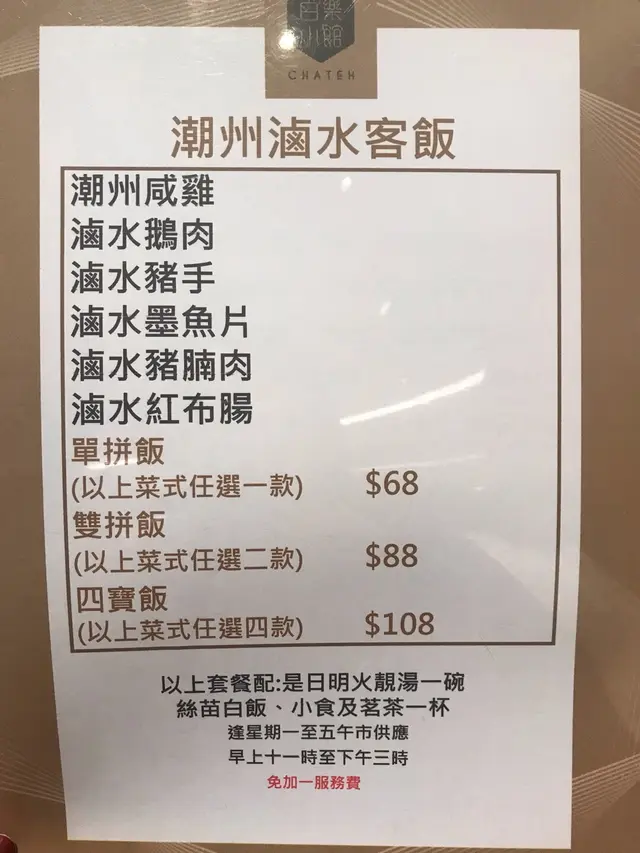 CHATEH
潮州滷水客飯
潮州咸雞
滷水鵝肉
滷水豬手
滷水墨魚片
滷水豬腩肉
滷水紅布腸
單拼飯
(以上菜式任選一款) $68
雙拼飯
(以上菜式任選二款) $88
四寶飯
(以上菜式任選四款) $108
以上套餐配:是日明火靚湯一碗
絲苗白飯、小食及茗茶一杯
逢星期一至五午市供應
早上十一時至下午三時
免加一服務費